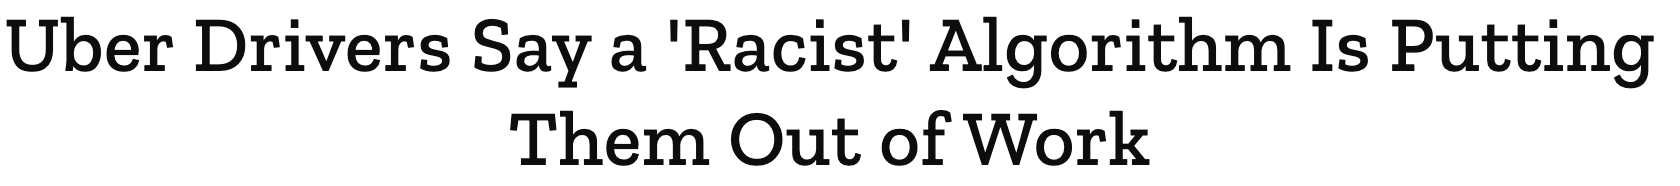 Uber Drivers Say a 'Racist' Algorithm Is Putting
Them Out of Work